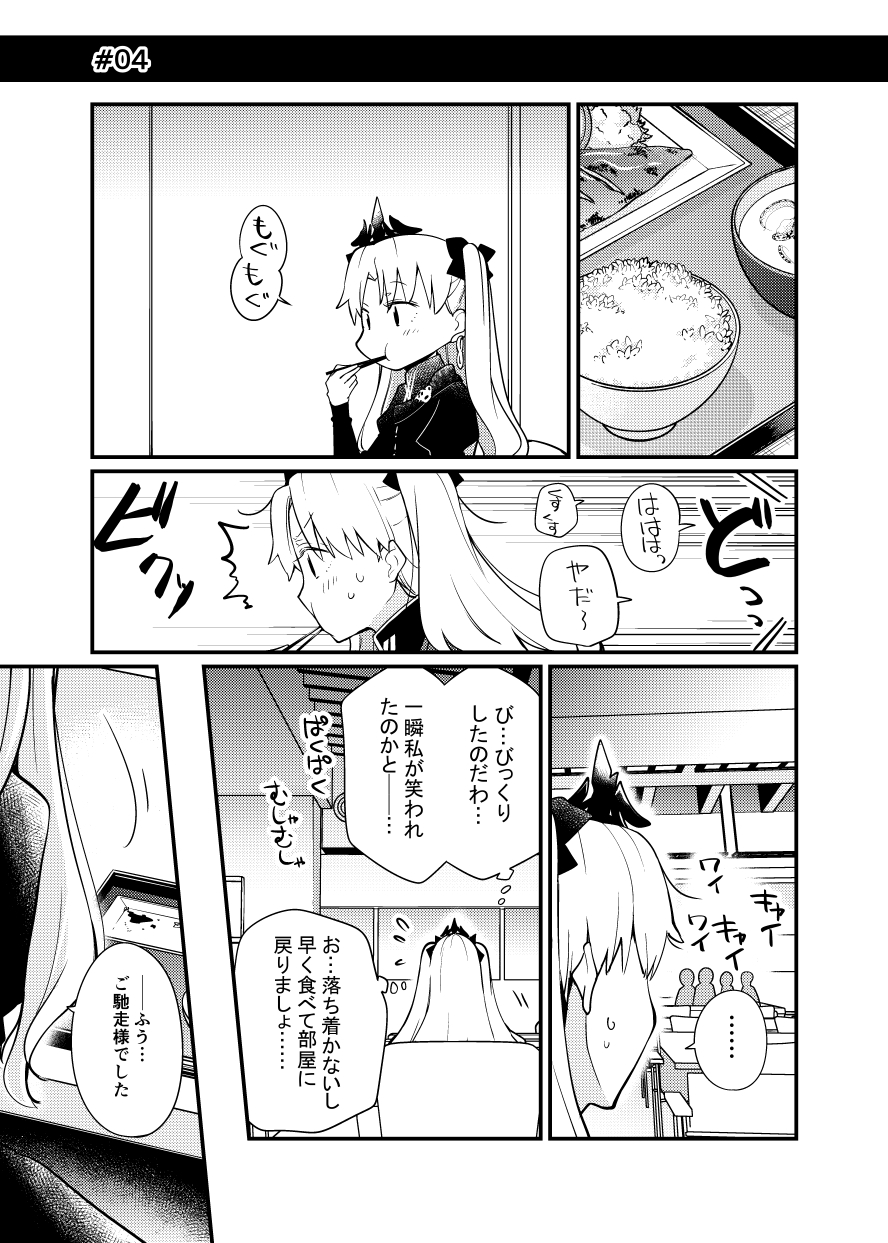 #04
もぐ
もぐ
どっ
ははは
っ
くすくす
ヤだ~
ビクッ
キャイ
キャイ
ワイ
ワイ
……
び…びっくり
したのだわ…
一瞬私が笑われ
たのかと――…
ぱくぱく
むしゃむしゃ
お…落ち着かないし
早く食べて部屋に
戻りましょ……
――ふう…
ご馳走様でした